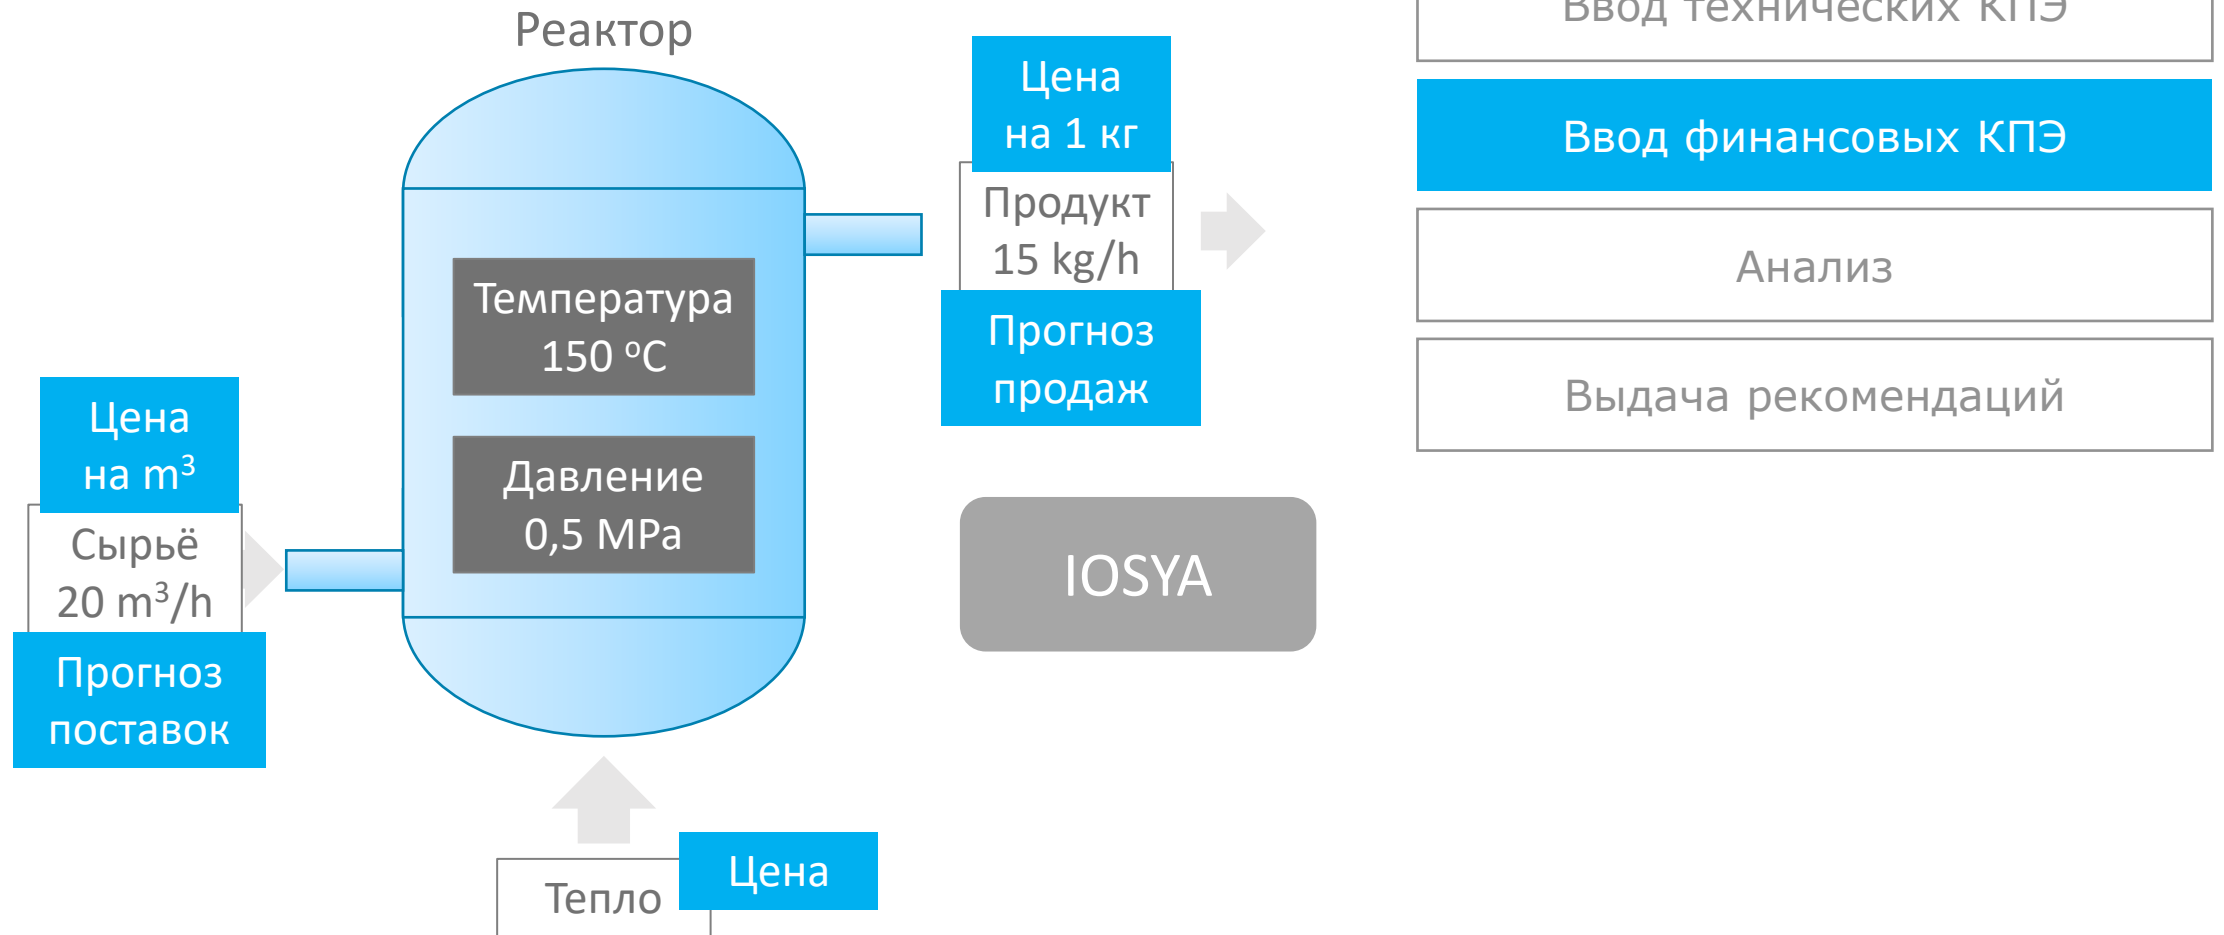 Реактор
Цена
на 1 кг
Продукт
15 kg/h
Прогноз
продаж
Температура
150 °C
Давление
0,5 MPa
Цена
на m³
Сырьё
20 m³/h
Прогноз
поставок
Тепло
Цена
IOSYA
Ввод технических КПЭ
Ввод финансовых КПЭ
Анализ
Выдача рекомендаций